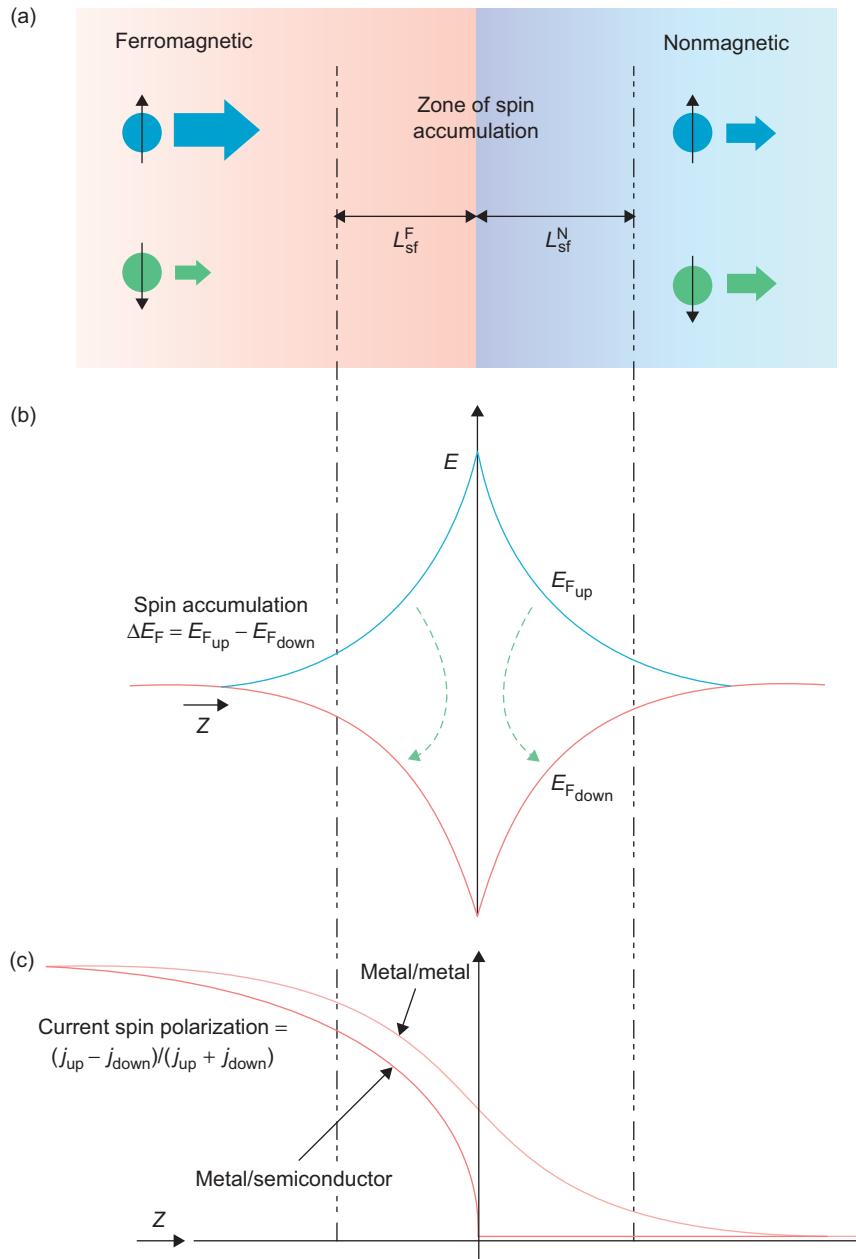 (a)
Ferromagnetic
Nonmagnetic
Zone of spin
accumulation
L_sf^F
L_sf^N
(b)
E
E_F_up
Spin accumulation
ΔE_F = E_F_up − E_F_down
Z
E_F_down
(c)
Metal/metal
Current spin polarization =
(j_up − j_down)/(j_up + j_down)
Metal/semiconductor
Z